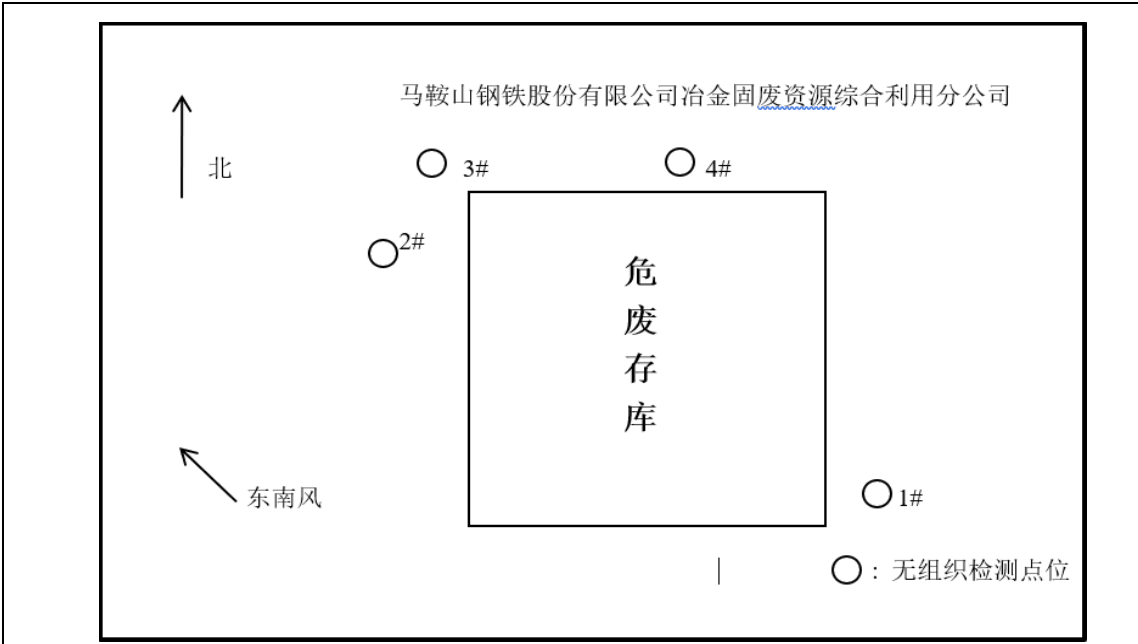 马鞍山钢铁股份有限公司冶金固废资源综合利用分公司
北
3#
4#
2#
危
废
存
库
东南风
1#
：无组织检测点位